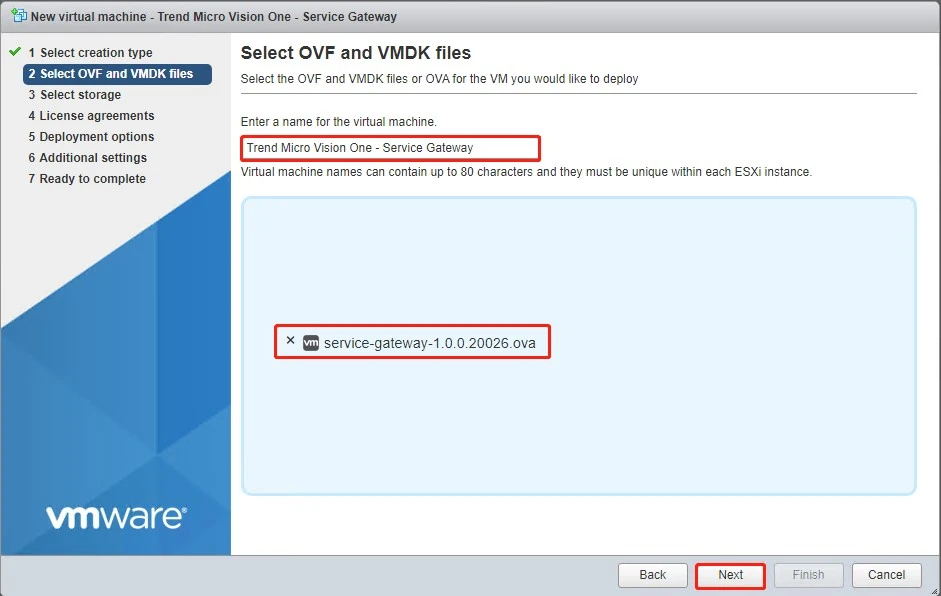 New virtual machine - Trend Micro Vision One - Service Gateway
1 Select creation type
2 Select OVF and VMDK files
3 Select storage
4 License agreements
5 Deployment options
6 Additional settings
7 Ready to complete
Select OVF and VMDK files
Select the OVF and VMDK files or OVA for the VM you would like to deploy
Enter a name for the virtual machine.
Trend Micro Vision One - Service Gateway
Virtual machine names can contain up to 80 characters and they must be unique within each ESXi instance.
× vm service-gateway-1.0.0.20026.ova
vmware®
Back Next Finish Cancel